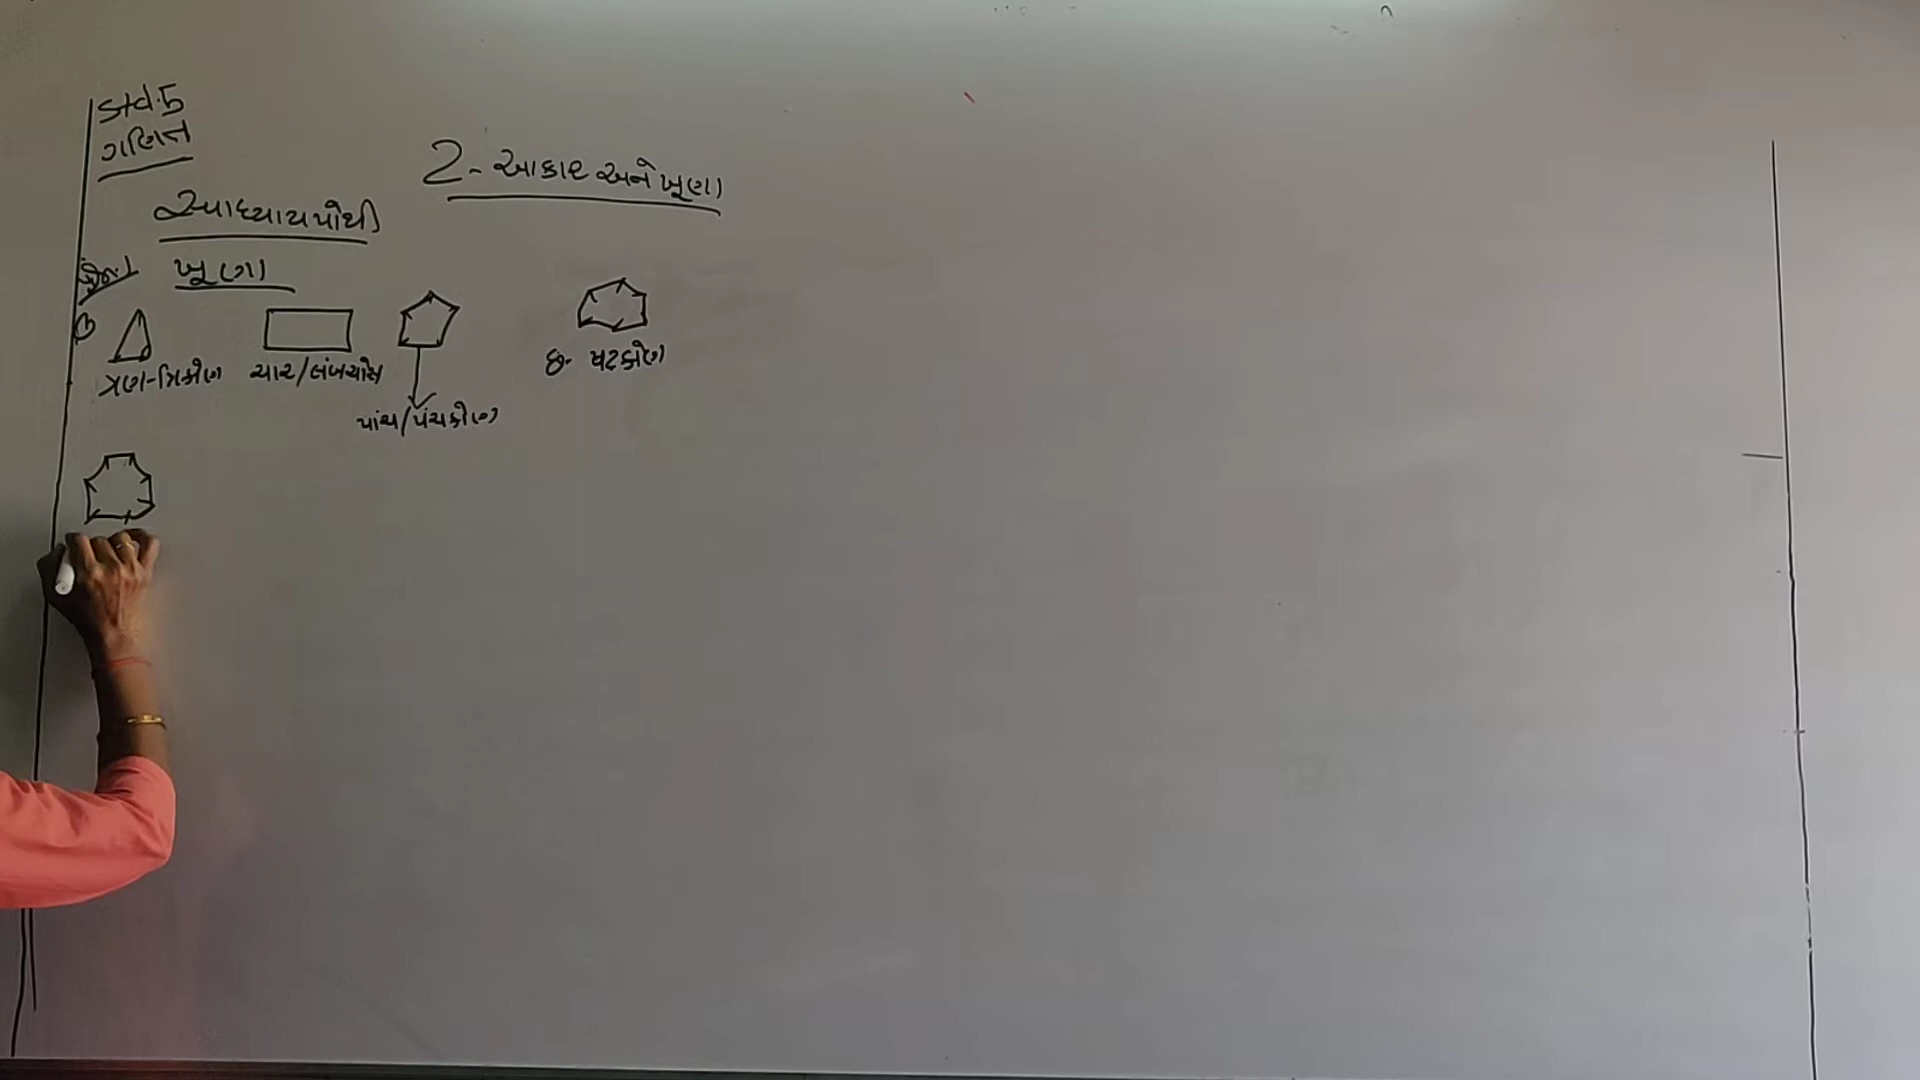 ધોરણ-5
ગણિત
2- આકાર અને ખૂણા
સ્વાધ્યાયપોથી
ખૂણા
ત્રણ-ત્રિકોણ
ચાર/લંબચોરસ
પાંચ/પંચકોણ
છ- ષટકોણ